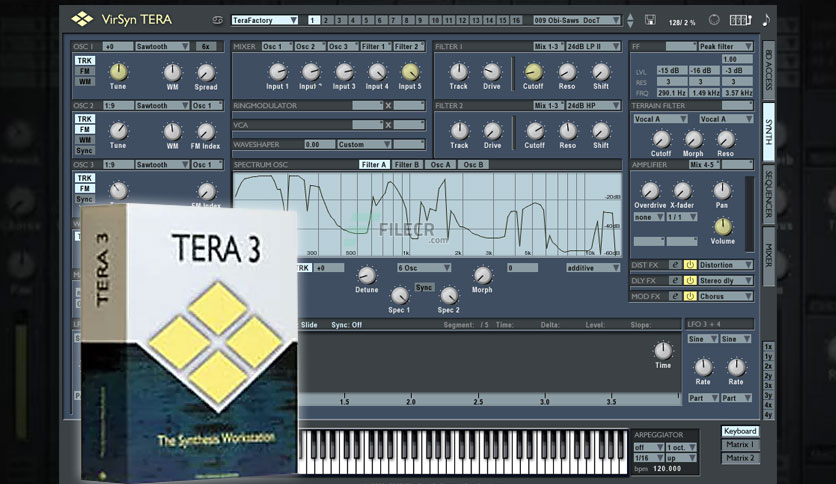 VirSyn TERA
TeraFactory
1 2 3 4 5 6 7 8 9 10 11 12 13 14 15 16
009 Obi-Saws DocT
128/ 2 %
OSC 1 +0 Sawtooth 6x
TRK
FM
WM
Tune WM Spread
OSC 2 1:9 Sawtooth Osc 1
TRK
FM
WM
Sync
Tune WM FM Index
OSC 3 1:9 Sawtooth Osc 1
TRK
FM
Sync
FM Index
MIXER Osc 1 Osc 2 Osc 3 Filter 1 Filter 2
Input 1 Input 2 Input 3 Input 4 Input 5
RINGMODULATOR X
VCA X
WAVESHAPER 0.00 Custom
FILTER 1 Mix 1-3 24dB LP II
Track Drive Cutoff Reso Shift
FILTER 2 Mix 1-3 24dB HP
Track Drive Cutoff Reso Shift
FF Peak filter
1.00
LVL -15 dB -16 dB -3 dB
RES 3 3 3
FRQ 290.1 Hz 1.49 kHz 3.57 kHz
TERRAIN FILTER
Vocal A Vocal A
Cutoff Morph Reso
AMPLIFIER Mix 4-5
Overdrive X-fader Pan
none 1 / 1
Volume
DIST FX e Distortion
DLY FX e Stereo dly
MOD FX e Chorus
SPECTRUM OSC Filter A Filter B Osc A Osc B
-20dB
-40dB
-60dB
300 500 1k 3k 5k 10k
FILECR
.com
TRK +0
Detune
6 Osc
Sync
Spec 1 Spec 2
Morph
0
additive
Slide Sync: Off Segment: / 5 Time: Delta: Level: Slope:
Time
1.5 2.0 2.5 3.0 3.5
LFO 3 + 4
Sine Sine
Rate Rate
Part Part
8D ACCESS
SYNTH
SEQUENCER
MIXER
1x
1y
2x
2y
3x
3y
4x
4y
ARPEGGIATOR
off 1 oct.
1/16 up
bpm 120.000
Keyboard
Matrix 1
Matrix 2
TERA 3
TERA 3
The Synthesis Workstation